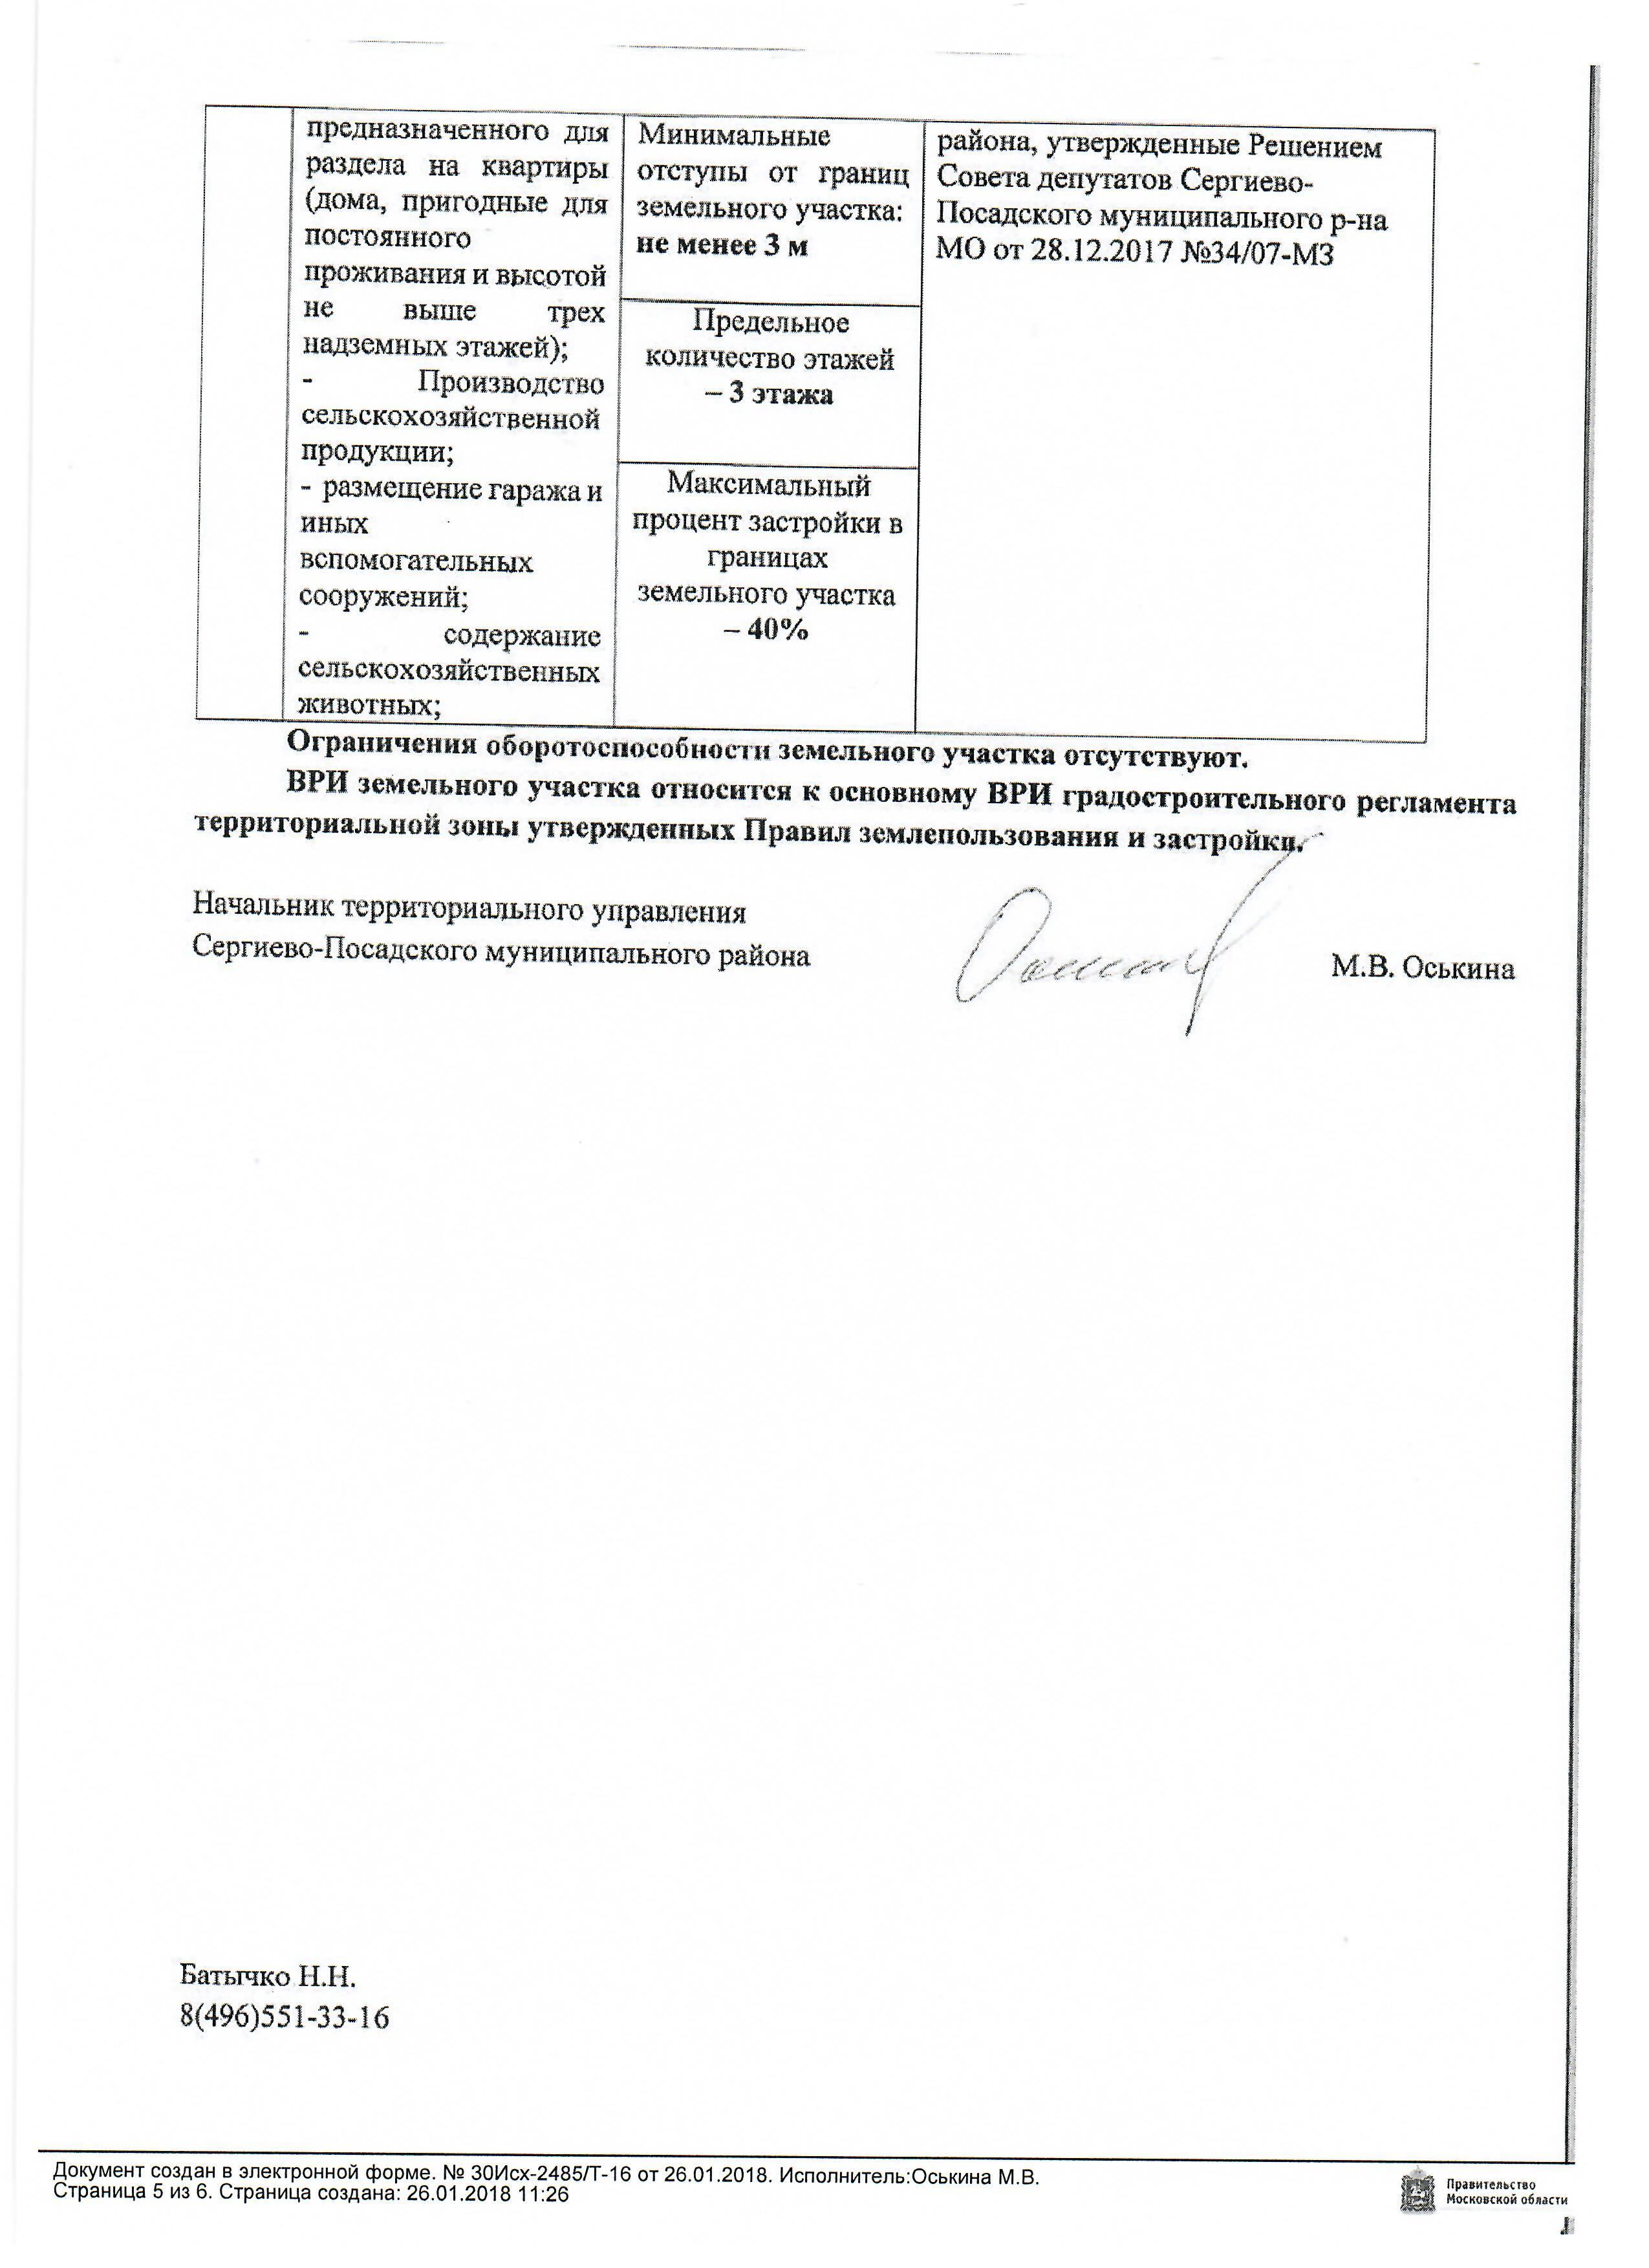 предназначенного для
раздела на квартиры
(дома, пригодные для
постоянного
проживания и высотой
не выше трех
надземных этажей);
- Производство
сельскохозяйственной
продукции;
- размещение гаража и
иных
вспомогательных
сооружений;
- содержание
сельскохозяйственных
животных;
Минимальные
отступы от границ
земельного участка:
не менее 3 м
Предельное
количество этажей
– 3 этажа
Максимальный
процент застройки в
границах
земельного участка
– 40%
района, утвержденные Решением
Совета депутатов Сергиево-
Посадского муниципального р-на
МО от 28.12.2017 №34/07-МЗ
Ограничения оборотоспособности земельного участка отсутствуют.
ВРИ земельного участка относится к основному ВРИ градостроительного регламента
территориальной зоны утвержденных Правил землепользования и застройки.
Начальник территориального управления
Сергиево-Посадского муниципального района
М.В. Оськина
Батычко Н.Н.
8(496)551-33-16
Документ создан в электронной форме. № 30Исх-2485/Т-16 от 26.01.2018. Исполнитель:Оськина М.В.
Страница 5 из 6. Страница создана: 26.01.2018 11:26
Правительство
Московской области